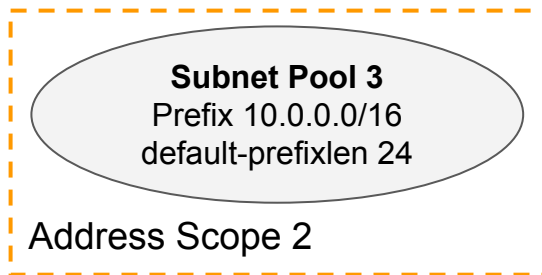 Subnet Pool 3
Prefix 10.0.0.0/16
default-prefixlen 24
Address Scope 2